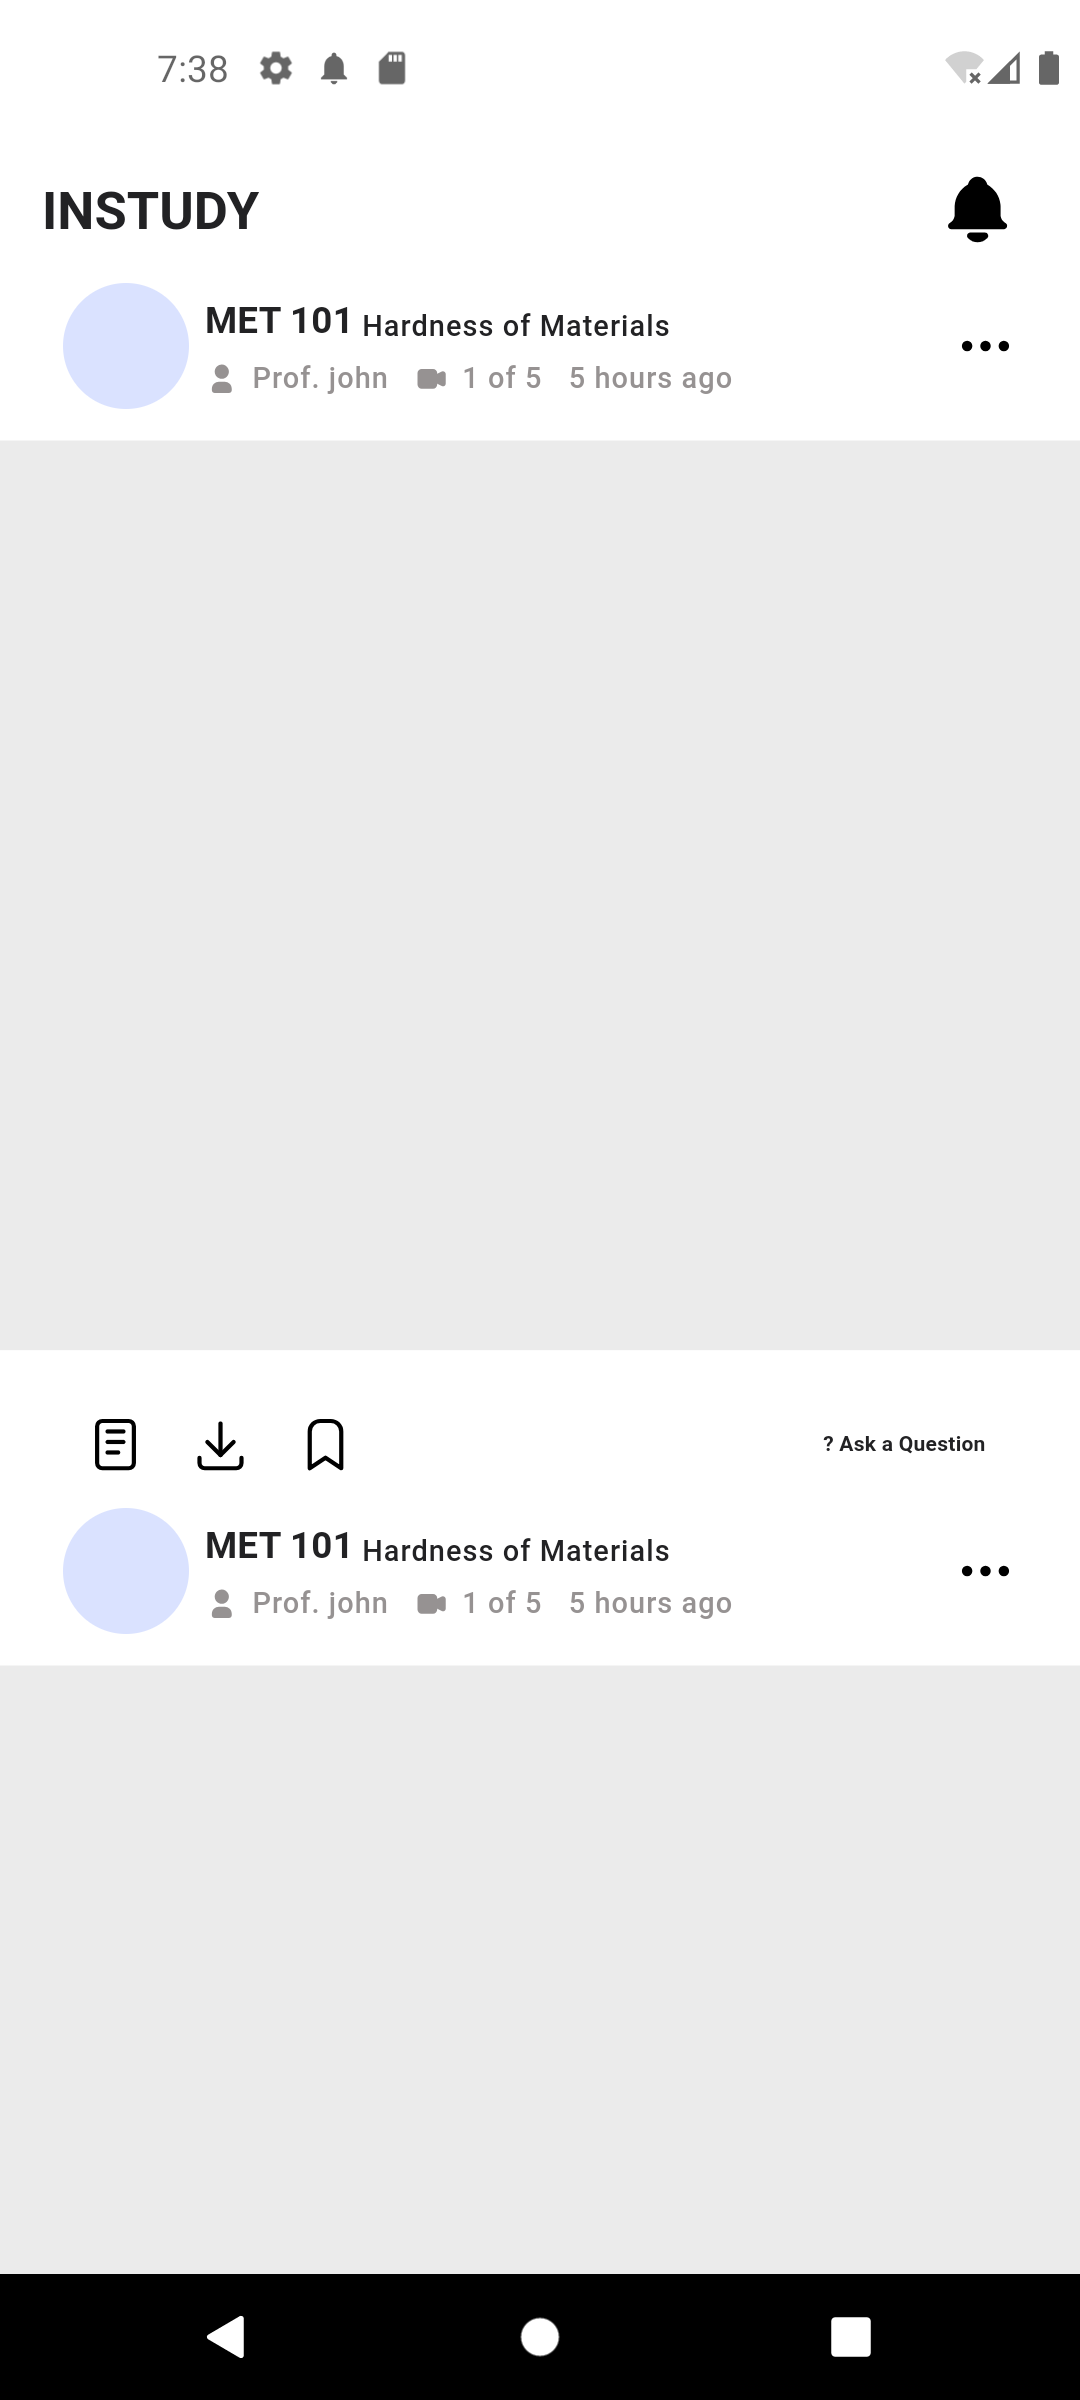 7:38
INSTUDY
MET 101 Hardness of Materials
Prof. john 1 of 5 5 hours ago
? Ask a Question
MET 101 Hardness of Materials
Prof. john 1 of 5 5 hours ago